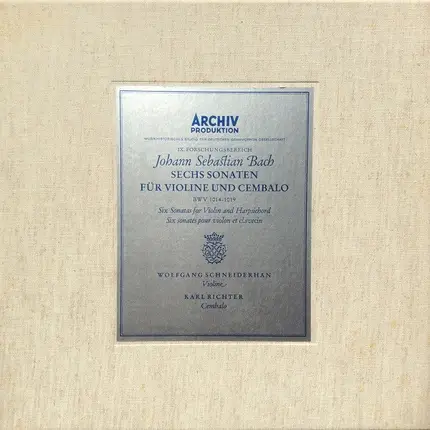 ARCHIV
PRODUKTION
IX. FORSCHUNGSBEREICH
Johann Sebastian Bach
SECHS SONATEN
FÜR VIOLINE UND CEMBALO
BWV 1014-1019
Six Sonatas for Violin and Harpsichord
Six sonates pour violon et clavecin
WOLFGANG SCHNEIDERHAN
Violine
KARL RICHTER
Cembalo